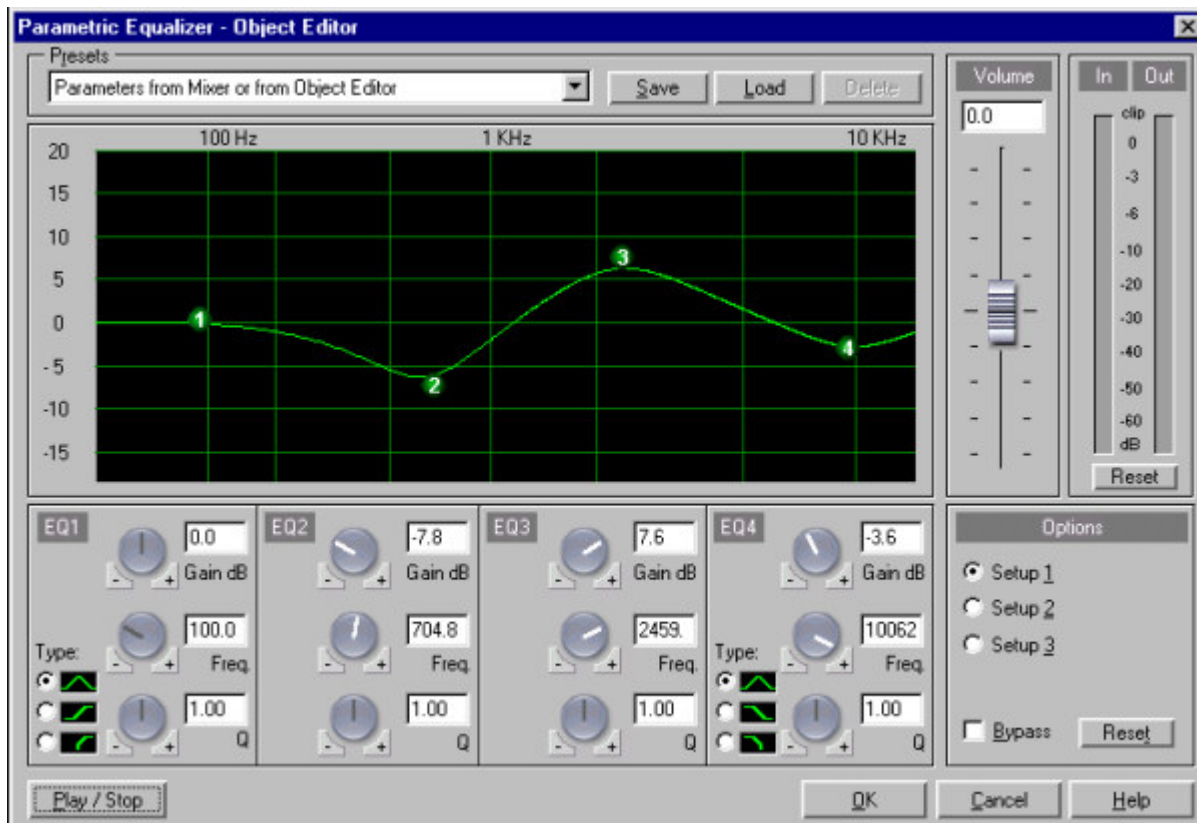 Parametric Equalizer - Object Editor
Presets
Parameters from Mixer or from Object Editor
Save
Load
Delete
Volume
0.0
In
Out
clip
0
-3
-6
-10
-20
-30
-40
-50
-60
dB
Reset
100 Hz
1 KHz
10 KHz
20
15
10
5
0
-5
-10
-15
1
2
3
4
EQ1
0.0
Gain dB
100.0
Freq.
Type:
1.00
Q
EQ2
-7.8
Gain dB
704.8
Freq.
1.00
Q
EQ3
7.6
Gain dB
2459.
Freq.
1.00
Q
EQ4
-3.6
Gain dB
10062
Freq.
Type:
1.00
Q
Options
Setup 1
Setup 2
Setup 3
Bypass
Reset
Play / Stop
OK
Cancel
Help